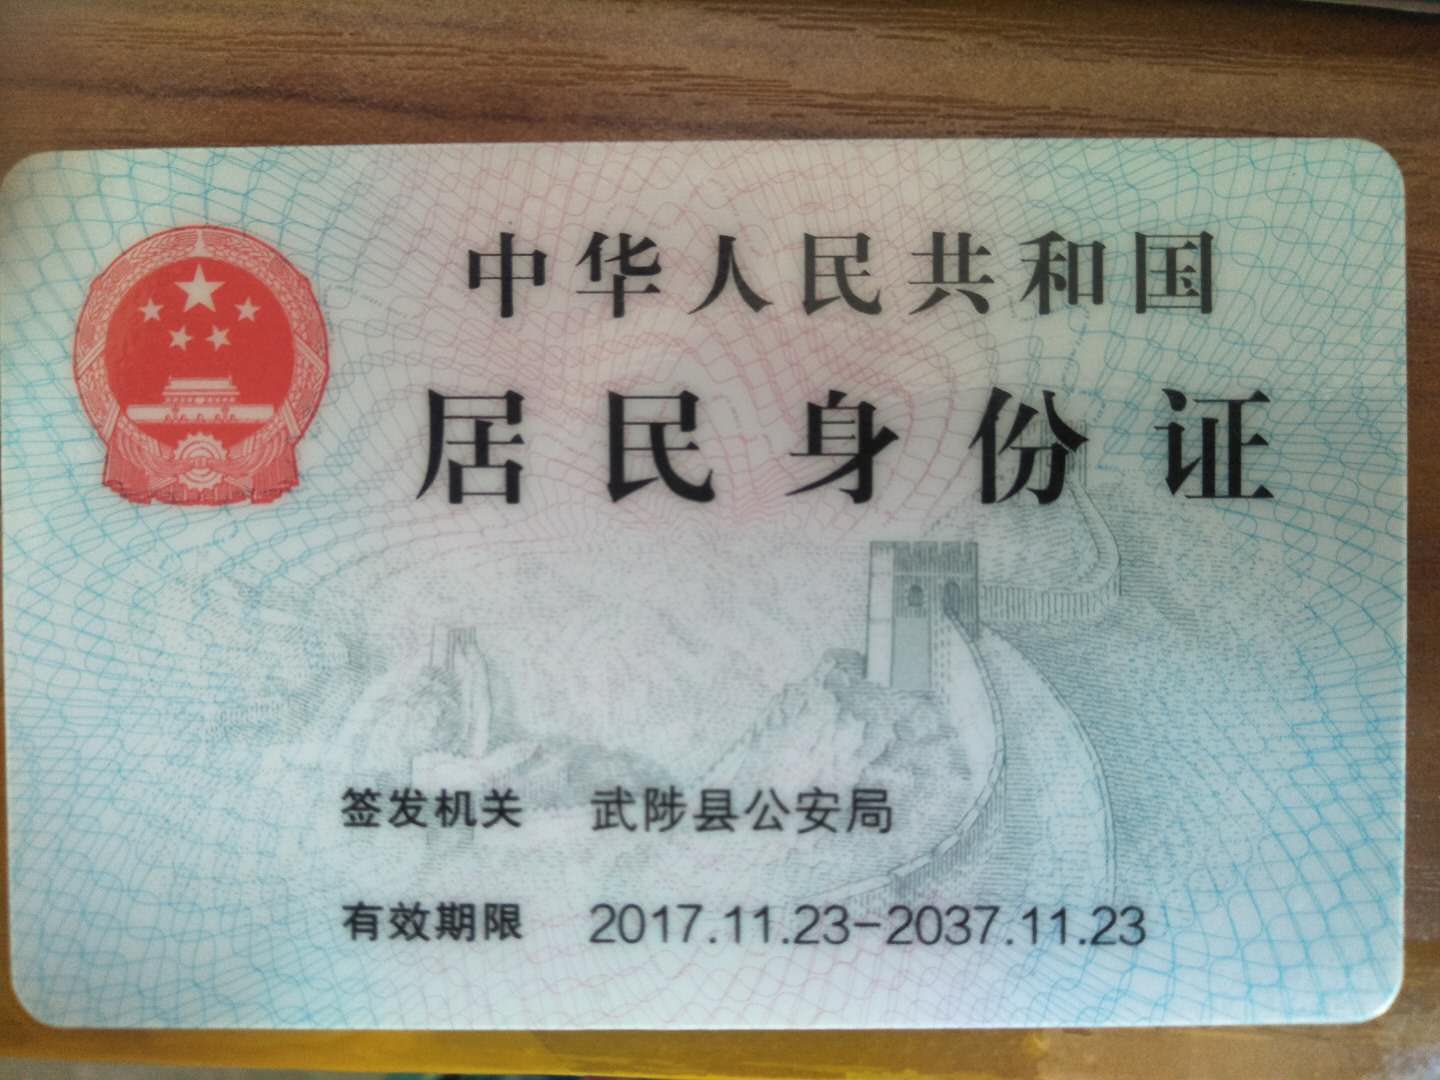 中华人民共和国
居民身份证
签发机关 武陟县公安局
有效期限 2017.11.23-2037.11.23